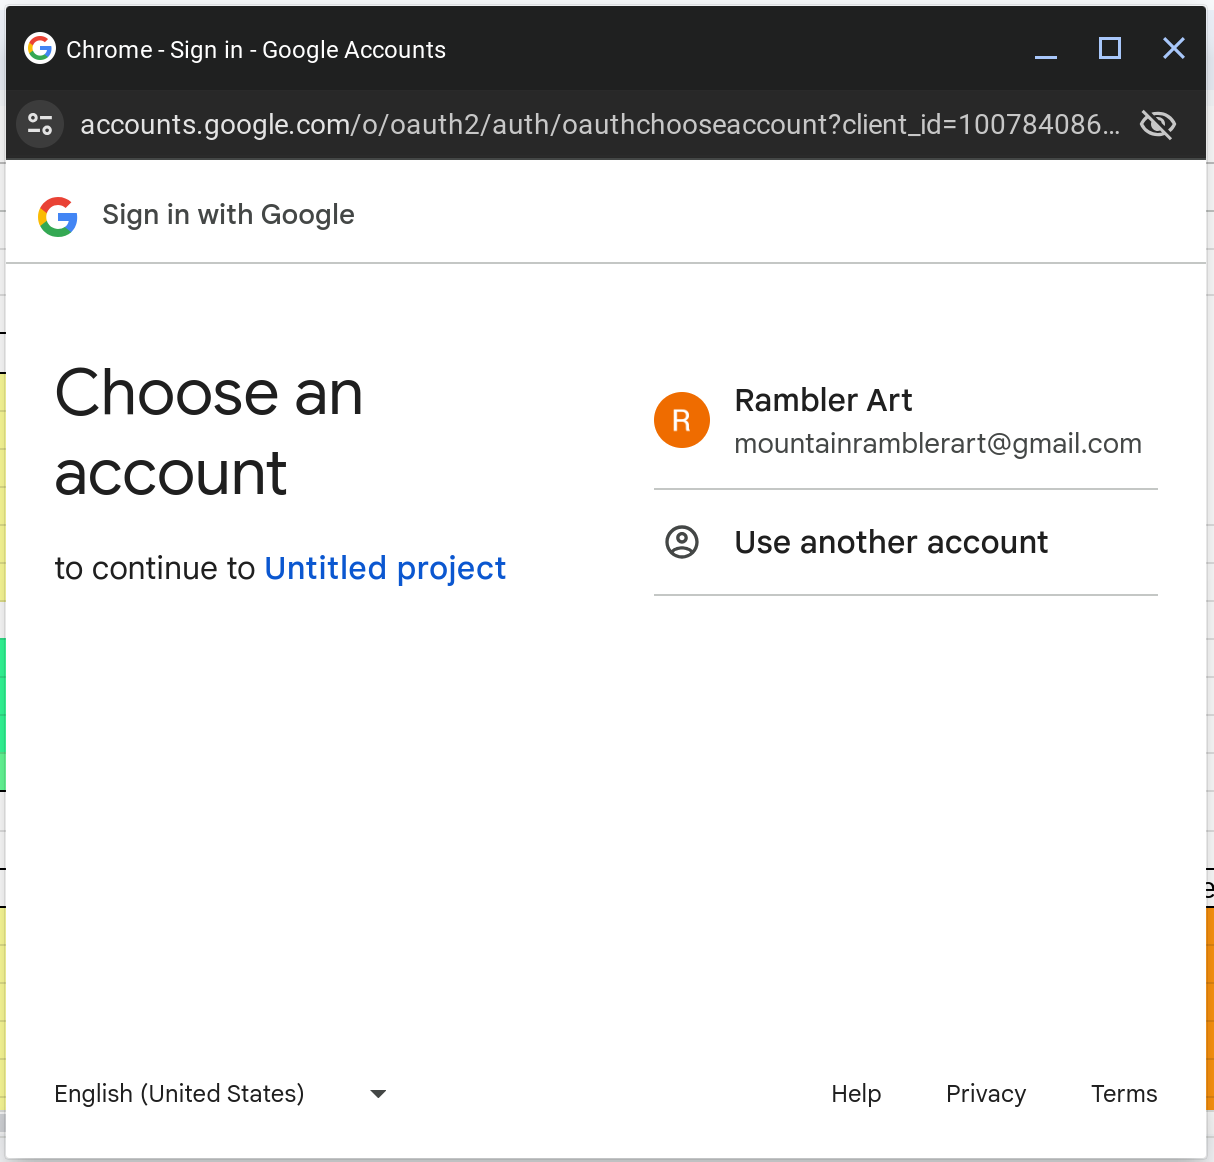 Chrome - Sign in - Google Accounts
accounts.google.com/o/oauth2/auth/oauthchooseaccount?client_id=100784086...
Sign in with Google
Choose an
account
to continue to Untitled project
R
Rambler Art
mountainramblerart@gmail.com
Use another account
English (United States)
Help Privacy Terms